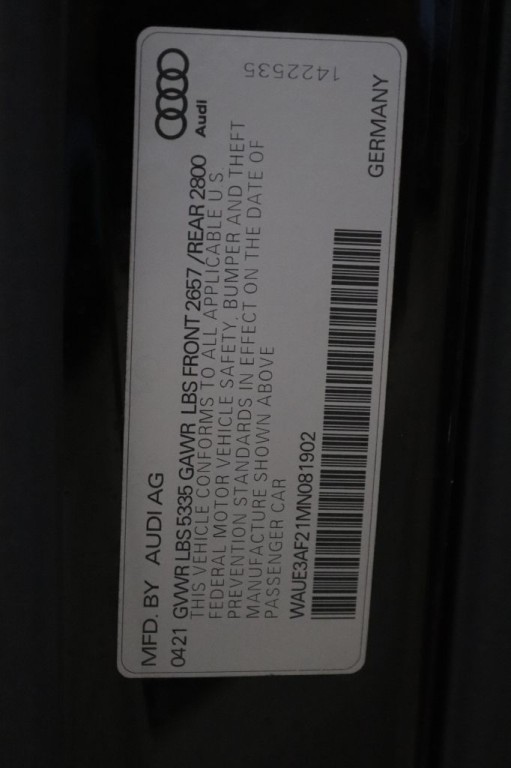 MFD. BY AUDI AG
0421 GVWR LBS 5335 GAWR LBS FRONT 2657/REAR 2800
THIS VEHICLE CONFORMS TO ALL APPLICABLE U S
FEDERAL MOTOR VEHICLE SAFETY, BUMPER AND THEFT
PREVENTION STANDARDS IN EFFECT ON THE DATE OF
MANUFACTURE SHOWN ABOVE
PASSENGER CAR
WAUE3AF21MN081902
Audi
1422535
GERMANY